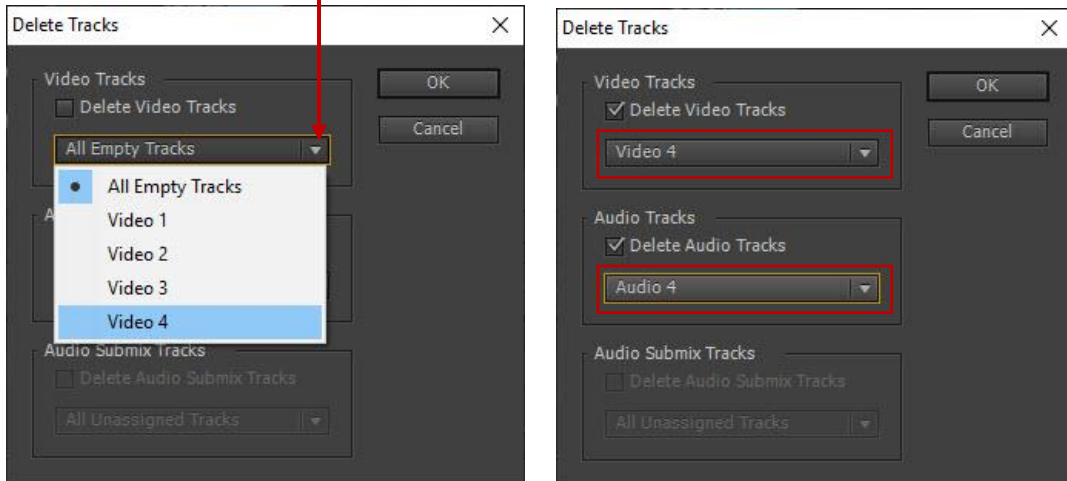 Delete Tracks
Video Tracks
Delete Video Tracks
OK
Cancel
All Empty Tracks
All Empty Tracks
Video 1
Video 2
Video 3
Video 4
A
Audio Submix Tracks
Delete Audio Submix Tracks
All Unassigned Tracks
Delete Tracks
Video Tracks
Delete Video Tracks
OK
Cancel
Video 4
Audio Tracks
Delete Audio Tracks
Audio 4
Audio Submix Tracks
Delete Audio Submix Tracks
All Unassigned Tracks